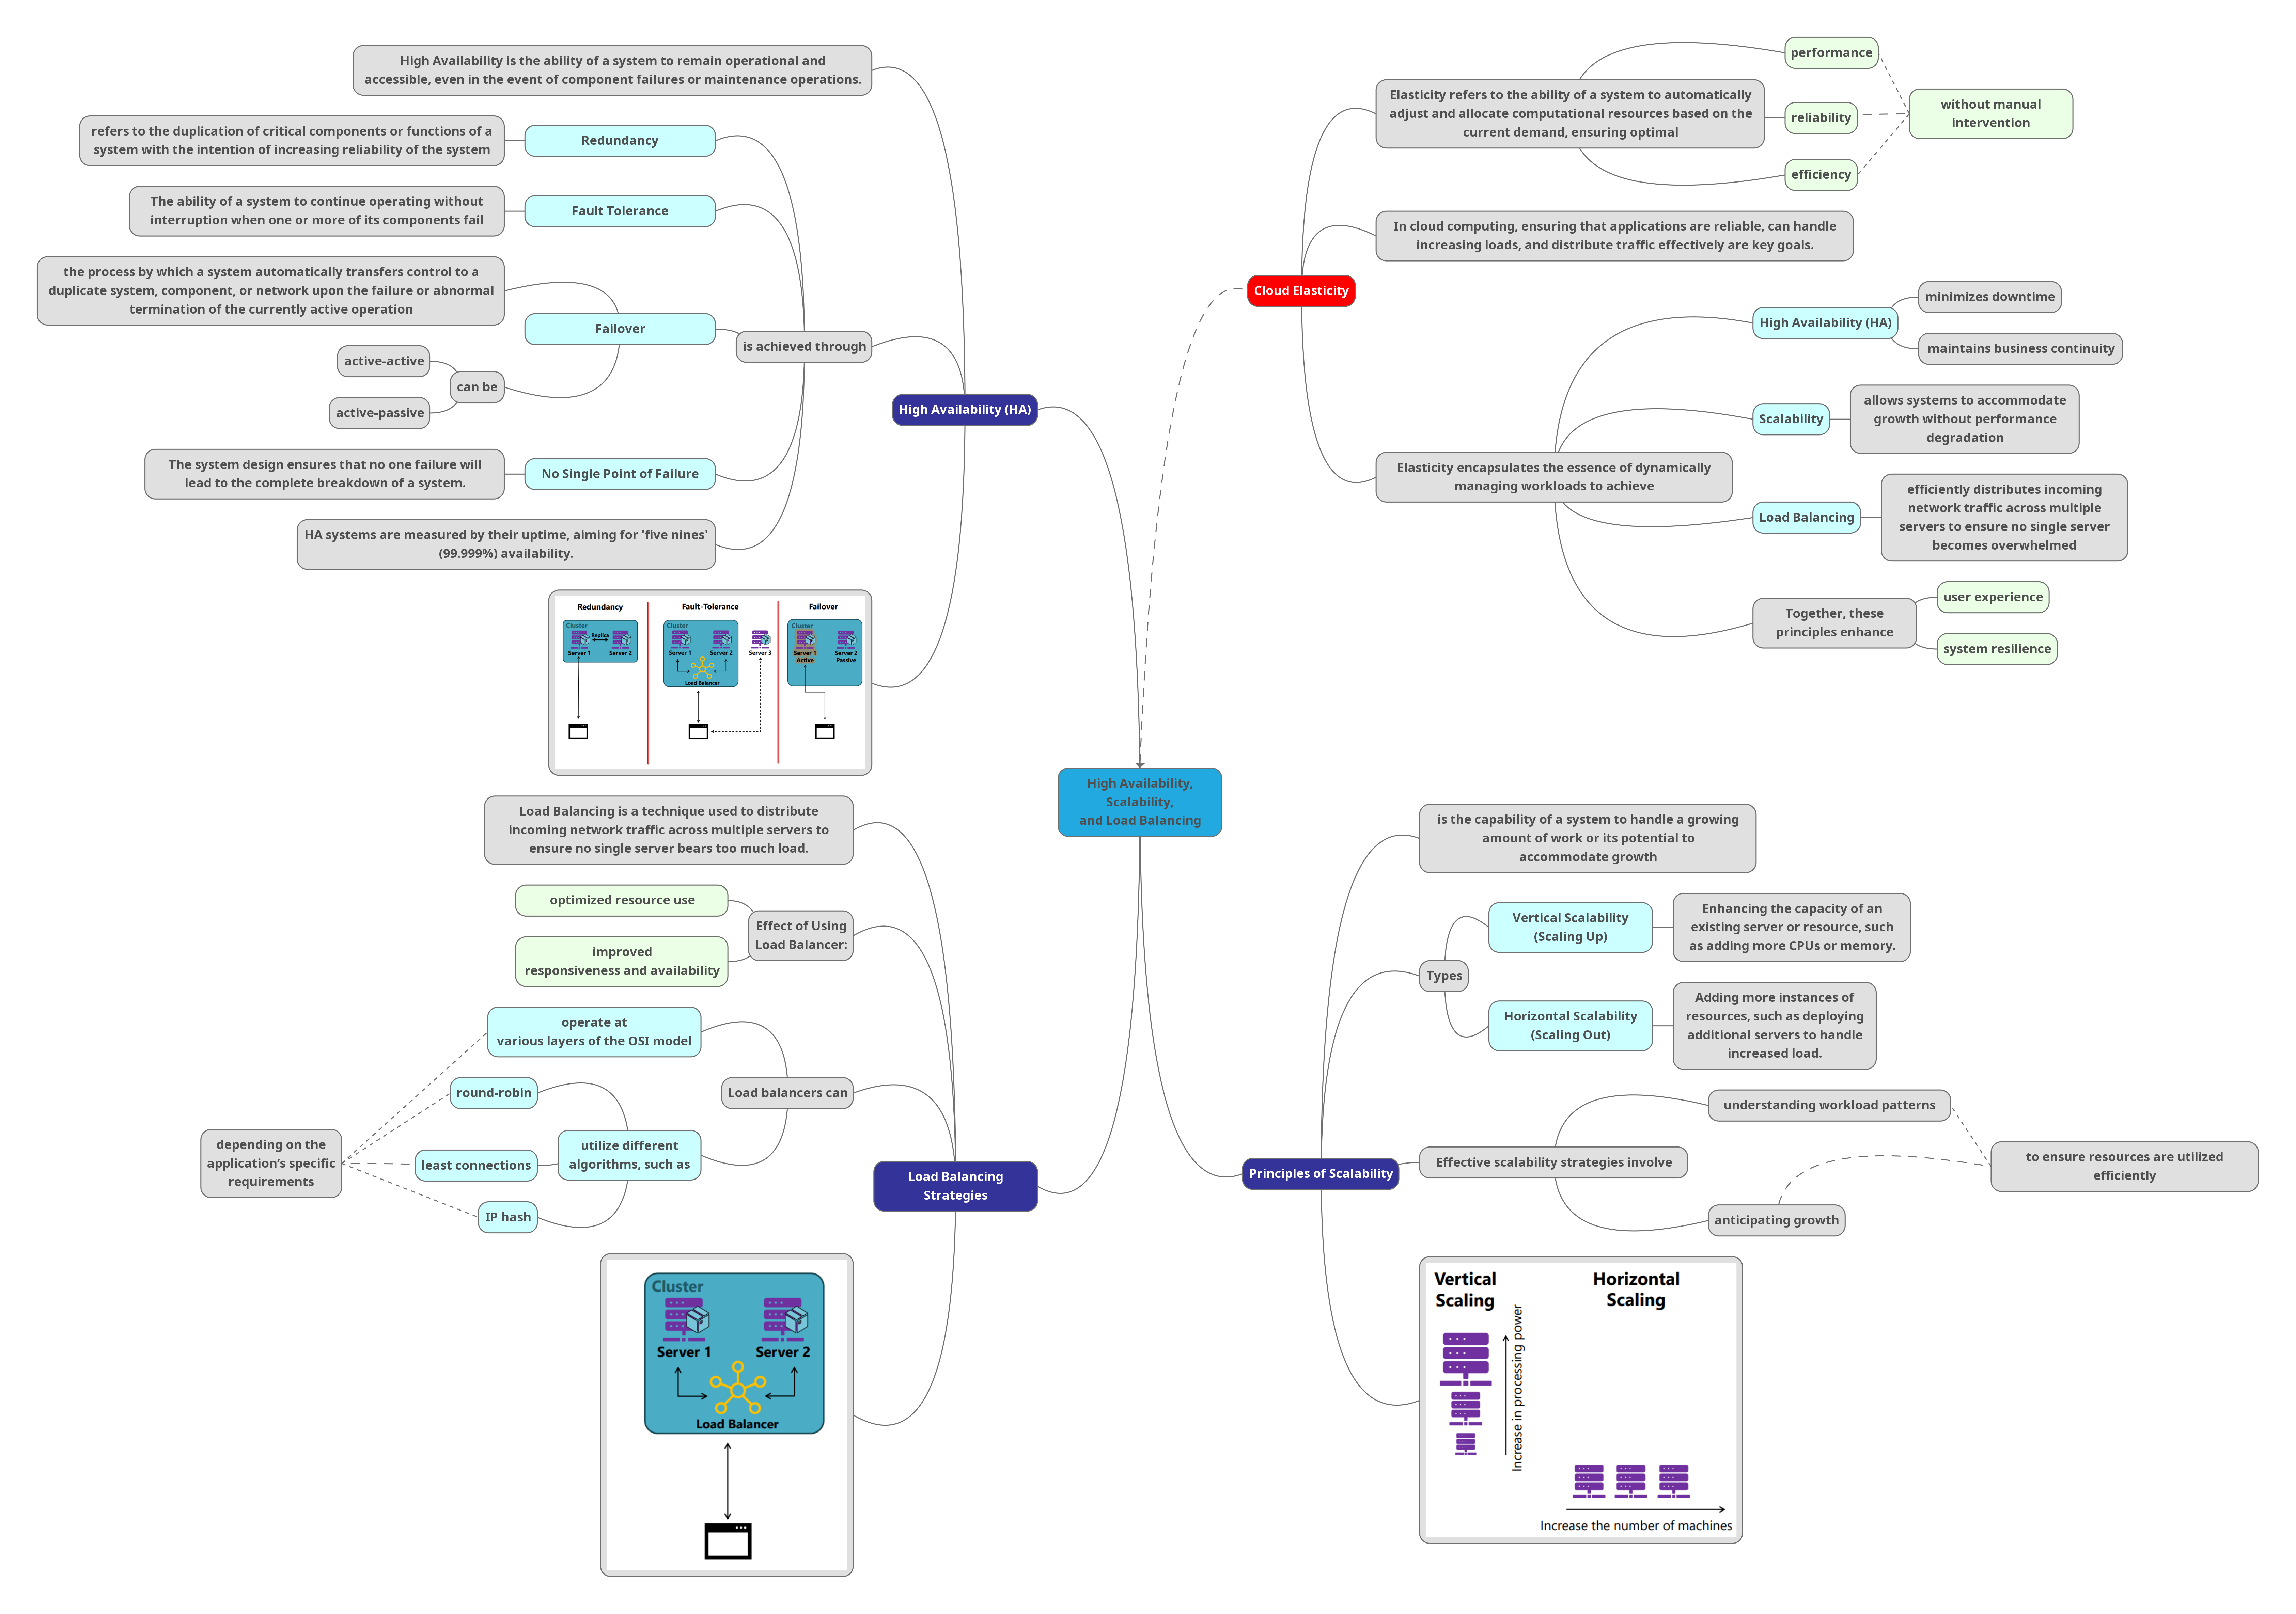 High Availability is the ability of a system to remain operational and
accessible, even in the event of component failures or maintenance operations.
Redundancy
refers to the duplication of critical components or functions of a
system with the intention of increasing reliability of the system
Fault Tolerance
The ability of a system to continue operating without
interruption when one or more of its components fail
Failover
the process by which a system automatically transfers control to a
duplicate system, component, or network upon the failure or abnormal
termination of the currently active operation
can be
active-active
active-passive
is achieved through
No Single Point of Failure
The system design ensures that no one failure will
lead to the complete breakdown of a system.
HA systems are measured by their uptime, aiming for 'five nines'
(99.999%) availability.
High Availability (HA)
Redundancy
Cluster
Replica
Server 1
Server 2
Fault-Tolerance
Cluster
Server 1
Server 2
Server 3
Load Balancer
Failover
Cluster
Server 1
Active
Server 2
Passive
Cloud Elasticity
Elasticity refers to the ability of a system to automatically
adjust and allocate computational resources based on the
current demand, ensuring optimal
performance
reliability
efficiency
without manual
intervention
In cloud computing, ensuring that applications are reliable, can handle
increasing loads, and distribute traffic effectively are key goals.
Elasticity encapsulates the essence of dynamically
managing workloads to achieve
High Availability (HA)
minimizes downtime
maintains business continuity
Scalability
allows systems to accommodate
growth without performance
degradation
Load Balancing
efficiently distributes incoming
network traffic across multiple
servers to ensure no single server
becomes overwhelmed
Together, these
principles enhance
user experience
system resilience
High Availability,
Scalability,
and Load Balancing
Load Balancing is a technique used to distribute
incoming network traffic across multiple servers to
ensure no single server bears too much load.
optimized resource use
improved
responsiveness and availability
Effect of Using
Load Balancer:
operate at
various layers of the OSI model
Load balancers can
utilize different
algorithms, such as
round-robin
least connections
IP hash
depending on the
application’s specific
requirements
Load Balancing
Strategies
Cluster
Server 1
Server 2
Load Balancer
Principles of Scalability
is the capability of a system to handle a growing
amount of work or its potential to
accommodate growth
Types
Vertical Scalability
(Scaling Up)
Enhancing the capacity of an
existing server or resource, such
as adding more CPUs or memory.
Horizontal Scalability
(Scaling Out)
Adding more instances of
resources, such as deploying
additional servers to handle
increased load.
Effective scalability strategies involve
understanding workload patterns
anticipating growth
to ensure resources are utilized
efficiently
Vertical
Scaling
Increase in processing power
Horizontal
Scaling
Increase the number of machines